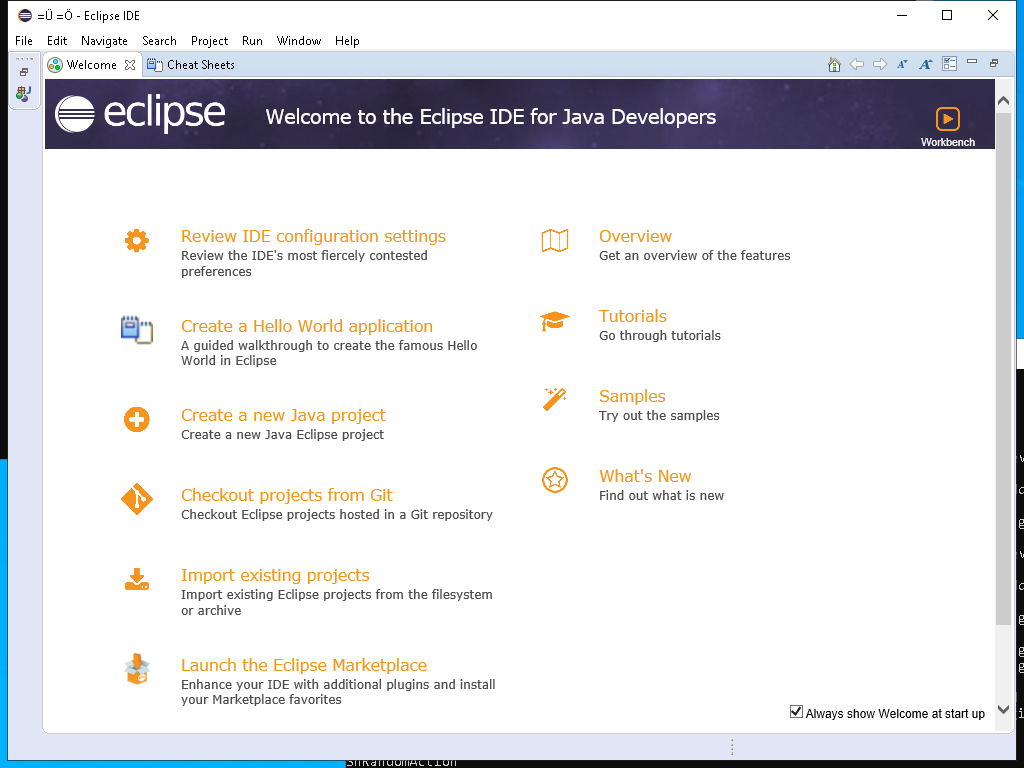 =Ü =Ö - Eclipse IDE
File Edit Navigate Search Project Run Window Help
Welcome Cheat Sheets
eclipse Welcome to the Eclipse IDE for Java Developers
Workbench
Review IDE configuration settings
Review the IDE's most fiercely contested
preferences
Create a Hello World application
A guided walkthrough to create the famous Hello
World in Eclipse
Create a new Java project
Create a new Java Eclipse project
Checkout projects from Git
Checkout Eclipse projects hosted in a Git repository
Import existing projects
Import existing Eclipse projects from the filesystem
or archive
Launch the Eclipse Marketplace
Enhance your IDE with additional plugins and install
your Marketplace favorites
Overview
Get an overview of the features
Tutorials
Go through tutorials
Samples
Try out the samples
What's New
Find out what is new
Always show Welcome at start up